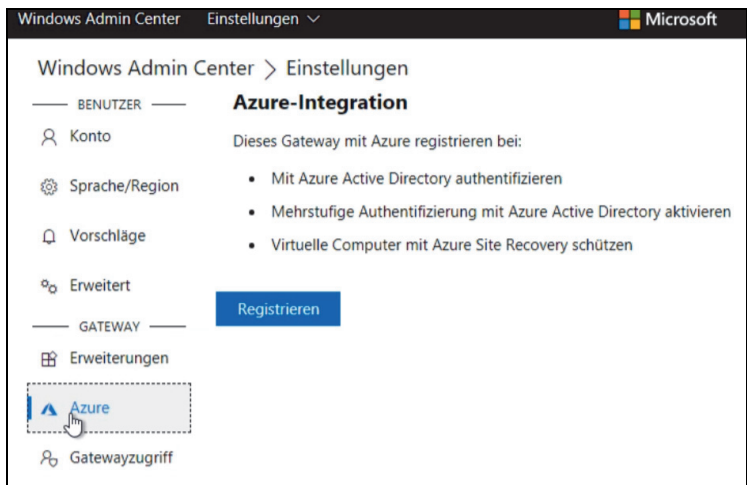 Windows Admin Center Einstellungen Microsoft
Windows Admin Center > Einstellungen
BENUTZER
Konto
Sprache/Region
Vorschläge
Erweitert
GATEWAY
Erweiterungen
Azure
Gatewayzugriff
Azure-Integration
Dieses Gateway mit Azure registrieren bei:
• Mit Azure Active Directory authentifizieren
• Mehrstufige Authentifizierung mit Azure Active Directory aktivieren
• Virtuelle Computer mit Azure Site Recovery schützen
Registrieren